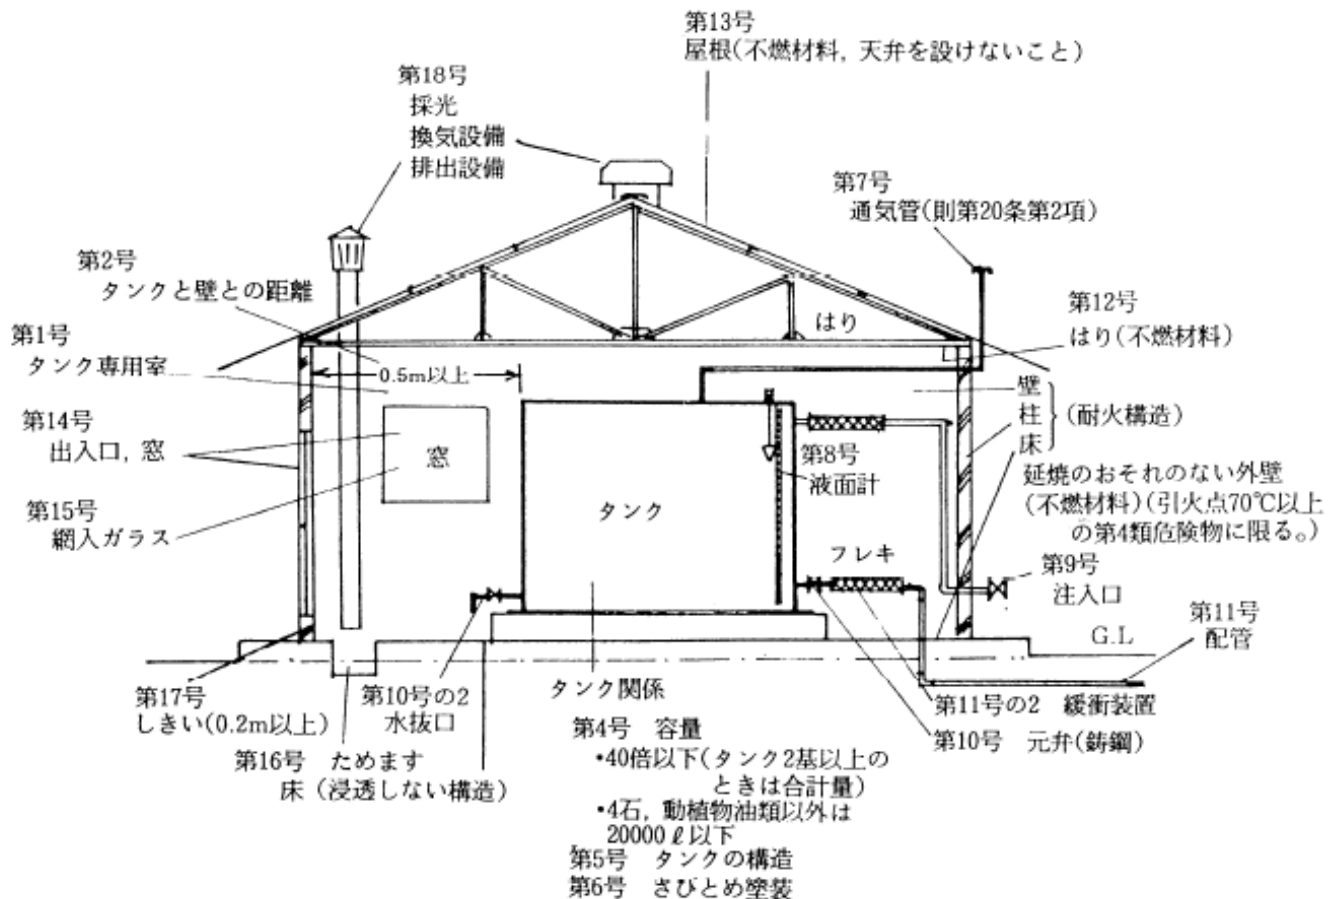 第13号
屋根(不燃材料, 天弁を設けないこと)
第18号
採光
換気設備
排出設備
第7号
通気管(則第20条第2項)
第2号
タンクと壁との距離
第12号
はり(不燃材料)
はり
第1号
タンク専用室
0.5m以上
壁
柱
床
(耐火構造)
第14号
出入口, 窓
窓
第8号
液面計
延焼のおそれのない外壁
(不燃材料)(引火点70℃以上
の第4類危険物に限る。)
第15号
網入ガラス
タンク
フレキ
第9号
注入口
第11号
配管
G.L
第17号
しきい(0.2m以上)
第10号の2
水抜口
タンク関係
第11号の2 緩衝装置
第10号 元弁(鋳鋼)
第16号 ためます
床(浸透しない構造)
第4号 容量
・40倍以下(タンク2基以上の
ときは合計量)
・4石, 動植物油類以外は
20000ℓ以下
第5号 タンクの構造
第6号 さびとめ塗装